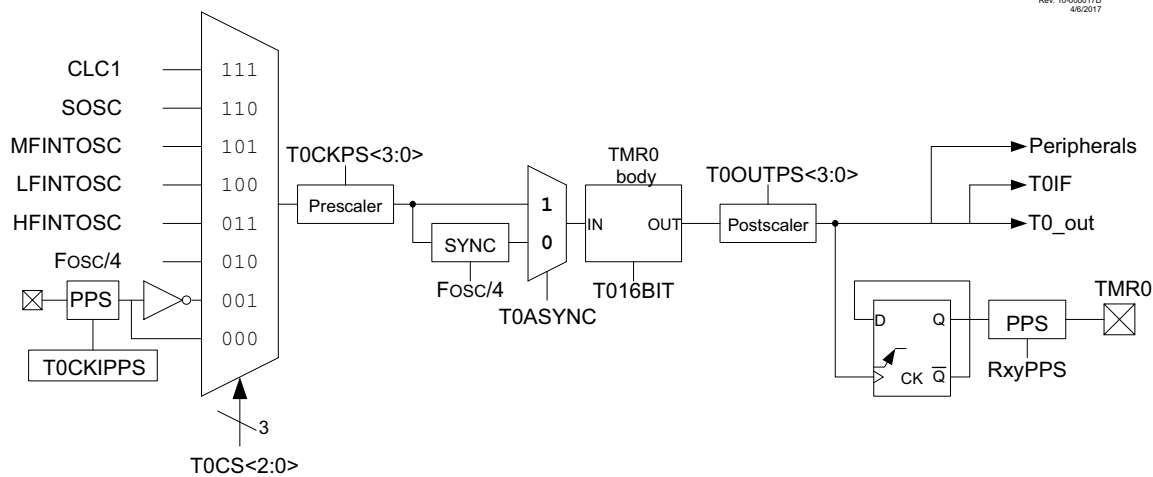 Rev. 10-000017D
4/6/2017
CLC1
111
SOSC
110
MFINTOSC
101
LFINTOSC
100
HFINTOSC
011
FOSC/4
010
PPS
001
000
T0CKIPPS
3
T0CS<2:0>
T0CKPS<3:0>
Prescaler
SYNC
FOSC/4
1
0
T0ASYNC
TMR0
body
IN
OUT
T016BIT
T0OUTPS<3:0>
Postscaler
Peripherals
T0IF
T0_out
D
Q
CK
Q
PPS
RxyPPS
TMR0